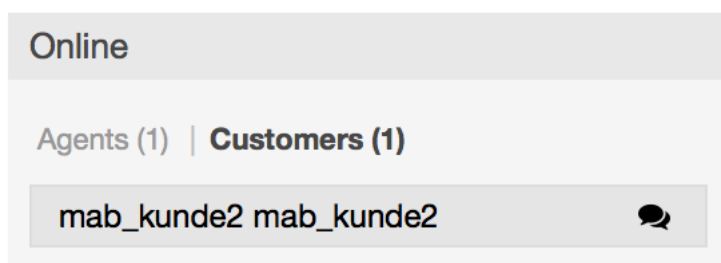 Online
Agents (1) | Customers (1)
mab_kunde2 mab_kunde2